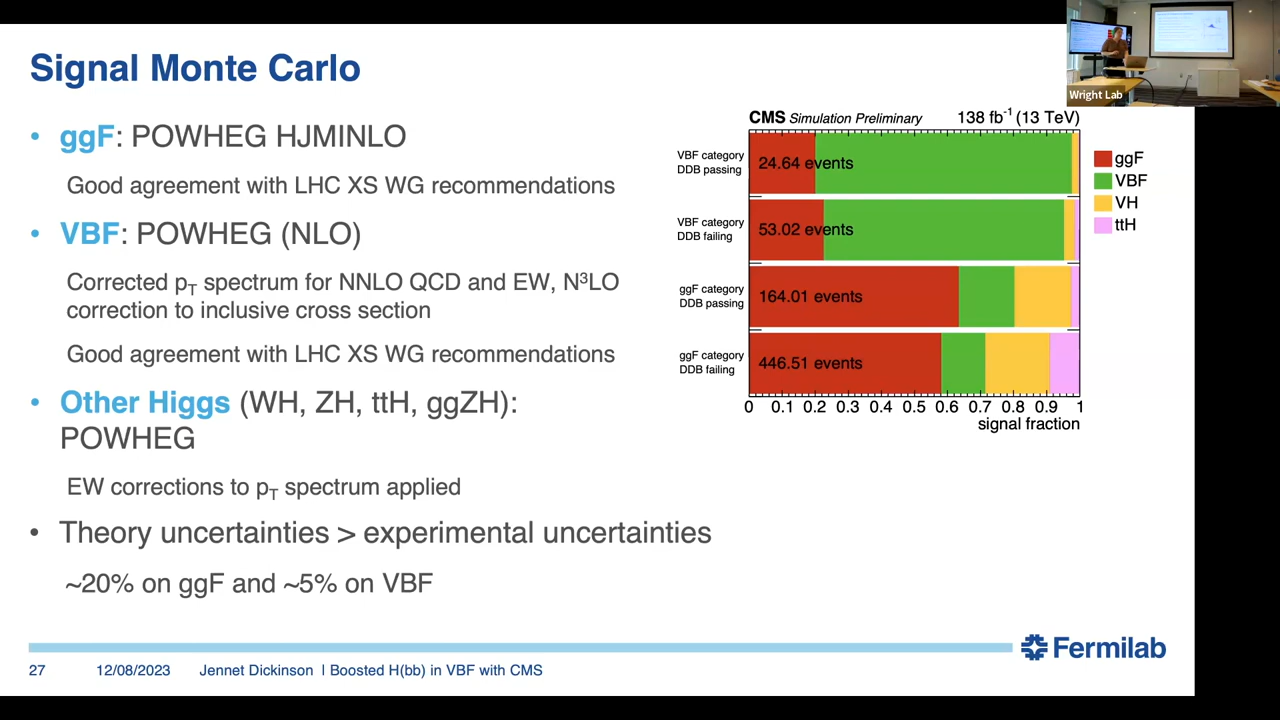 Signal Monte Carlo
• ggF: POWHEG HJMINLO
Good agreement with LHC XS WG recommendations
• VBF: POWHEG (NLO)
Corrected pT spectrum for NNLO QCD and EW, N³LO
correction to inclusive cross section
Good agreement with LHC XS WG recommendations
• Other Higgs (WH, ZH, ttH, ggZH):
POWHEG
EW corrections to pT spectrum applied
• Theory uncertainties > experimental uncertainties
~20% on ggF and ~5% on VBF
Wright Lab
CMS Simulation Preliminary 138 fb⁻¹ (13 TeV)
VBF category
DDB passing
24.64 events
VBF category
DDB failing
53.02 events
ggF category
DDB passing
164.01 events
ggF category
DDB failing
446.51 events
0 0.1 0.2 0.3 0.4 0.5 0.6 0.7 0.8 0.9 1
signal fraction
ggF
VBF
VH
ttH
Fermilab
27 12/08/2023 Jennet Dickinson | Boosted H(bb) in VBF with CMS